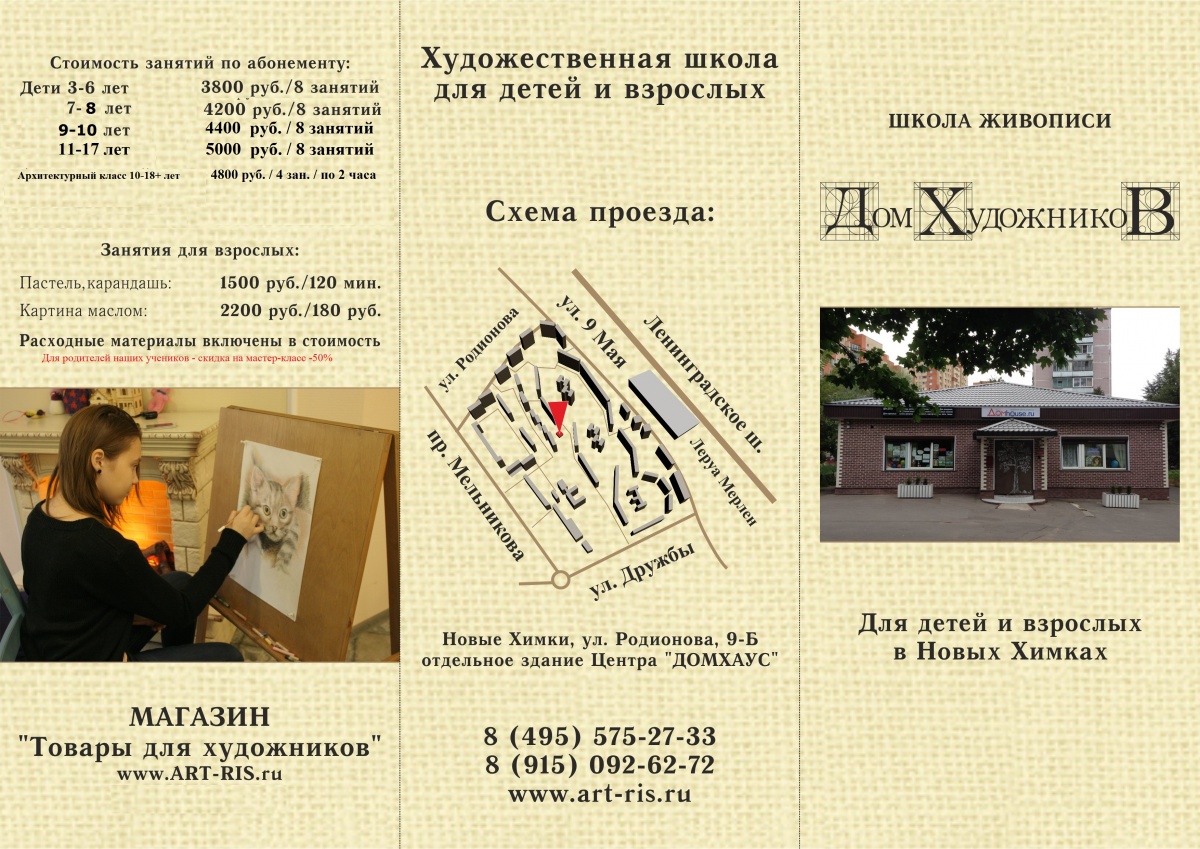 Стоимость занятий по абонементу:
Дети 3-6 лет 3800 руб./8 занятий
7-8 лет 4200 руб./8 занятий
9-10 лет 4400 руб. / 8 занятий
11-17 лет 5000 руб. / 8 занятий
Архитектурный класс 10-18+ лет 4800 руб. / 4 зан. / по 2 часа
Занятия для взрослых:
Пастель,карандашь: 1500 руб./120 мин.
Картина маслом: 2200 руб./180 руб.
Расходные материалы включены в стоимость
Для родителей наших учеников - скидка на мастер-класс -50%
МАГАЗИН
"Товары для художников"
www.ART-RIS.ru
Художественная школа
для детей и взрослых
Схема проезда:
ул. Родионова
ул. 9 Мая
Ленинградское ш.
пр. Мельникова
Леруа Мерлен
ул. Дружбы
Новые Химки, ул. Родионова, 9-Б
отдельное здание Центра "ДОМХАУС"
8 (495) 575-27-33
8 (915) 092-62-72
www.art-ris.ru
ШКОЛА ЖИВОПИСИ
ДОМ ХУДОЖНИКОВ
Домhouse.ru
Для детей и взрослых
в Новых Химках